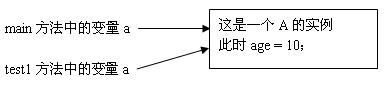 main 方法中的变量 a
这是一个 A 的实例
此时 age = 10；
test1 方法中的变量 a